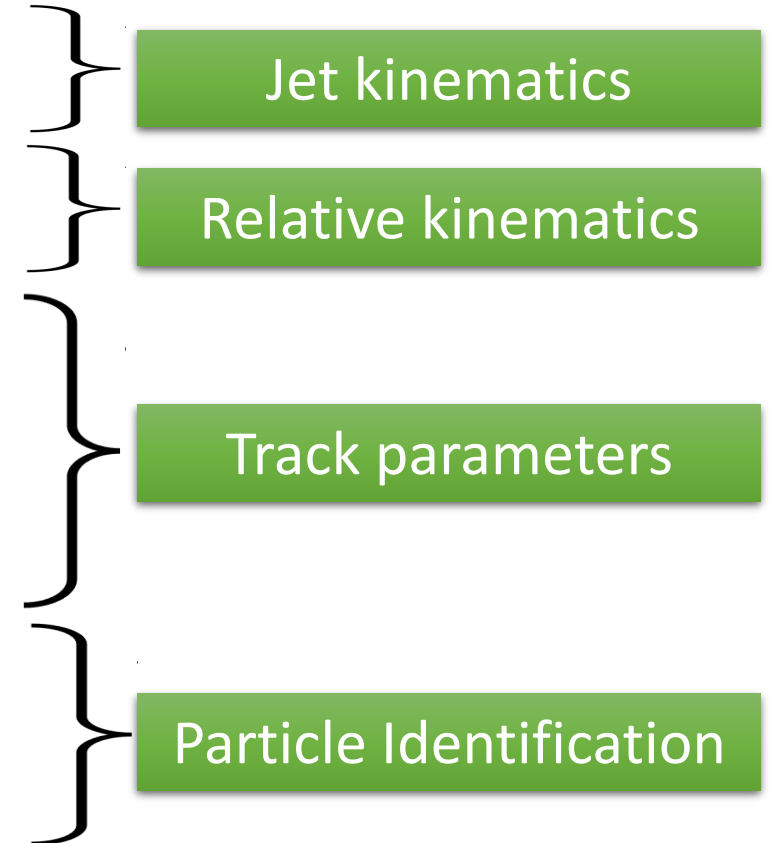 Jet kinematics
Relative kinematics
Track parameters
Particle Identification